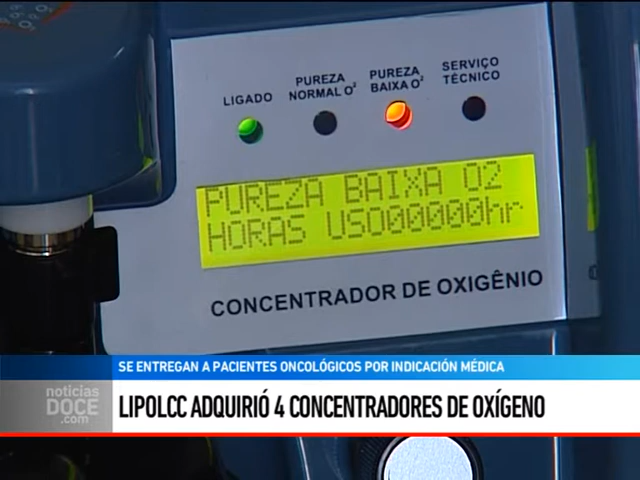 LIGADO
PUREZA
NORMAL O²
PUREZA
BAIXA O²
SERVIÇO
TÉCNICO
PUREZA BAIXA O2
HORAS USO00000hr
CONCENTRADOR DE OXIGÊNIO
SE ENTREGAN A PACIENTES ONCOLÓGICOS POR INDICACIÓN MÉDICA
noticias
DOCE
.com
LIPOLCC ADQUIRIÓ 4 CONCENTRADORES DE OXÍGENO